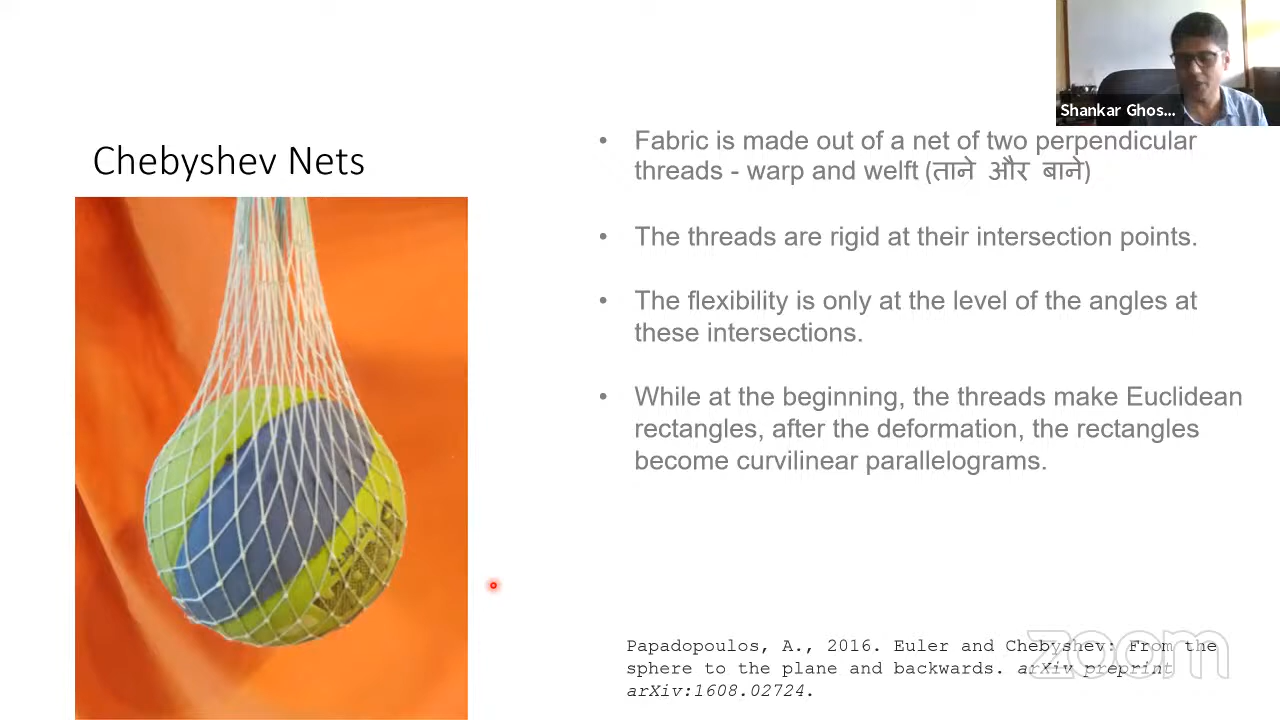 Shankar Ghos...
Chebyshev Nets
• Fabric is made out of a net of two perpendicular
threads - warp and welft (ताने और बाने)
• The threads are rigid at their intersection points.
• The flexibility is only at the level of the angles at
these intersections.
• While at the beginning, the threads make Euclidean
rectangles, after the deformation, the rectangles
become curvilinear parallelograms.
Papadopoulos, A., 2016. Euler and Chebyshev: From the
sphere to the plane and backwards. arXiv preprint
arXiv:1608.02724.
zoom